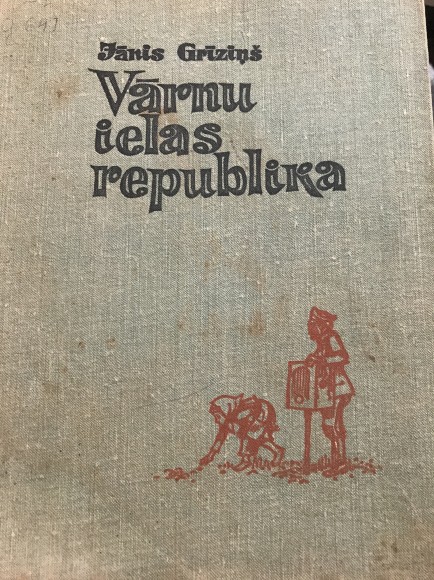 Jānis Grīziņš
Vārnu
ielas
republika